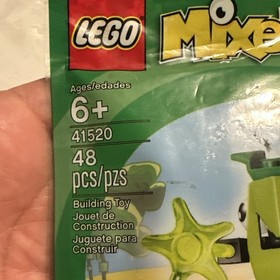 LEGO
Mixe
Ages/edades
6+
41520
48
pcs/pzs
Building Toy
Jouet de
Construction
Juguete para
Construir